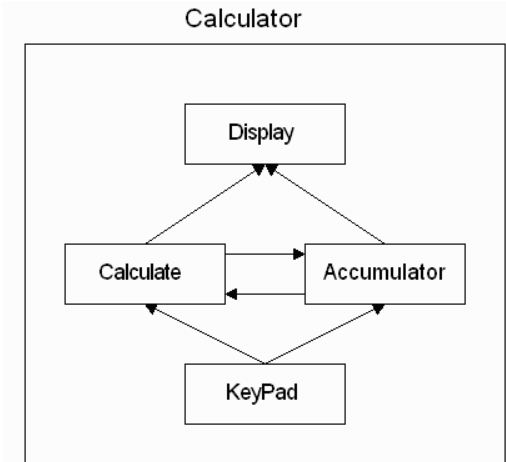 Calculator
Display
Calculate
Accumulator
KeyPad